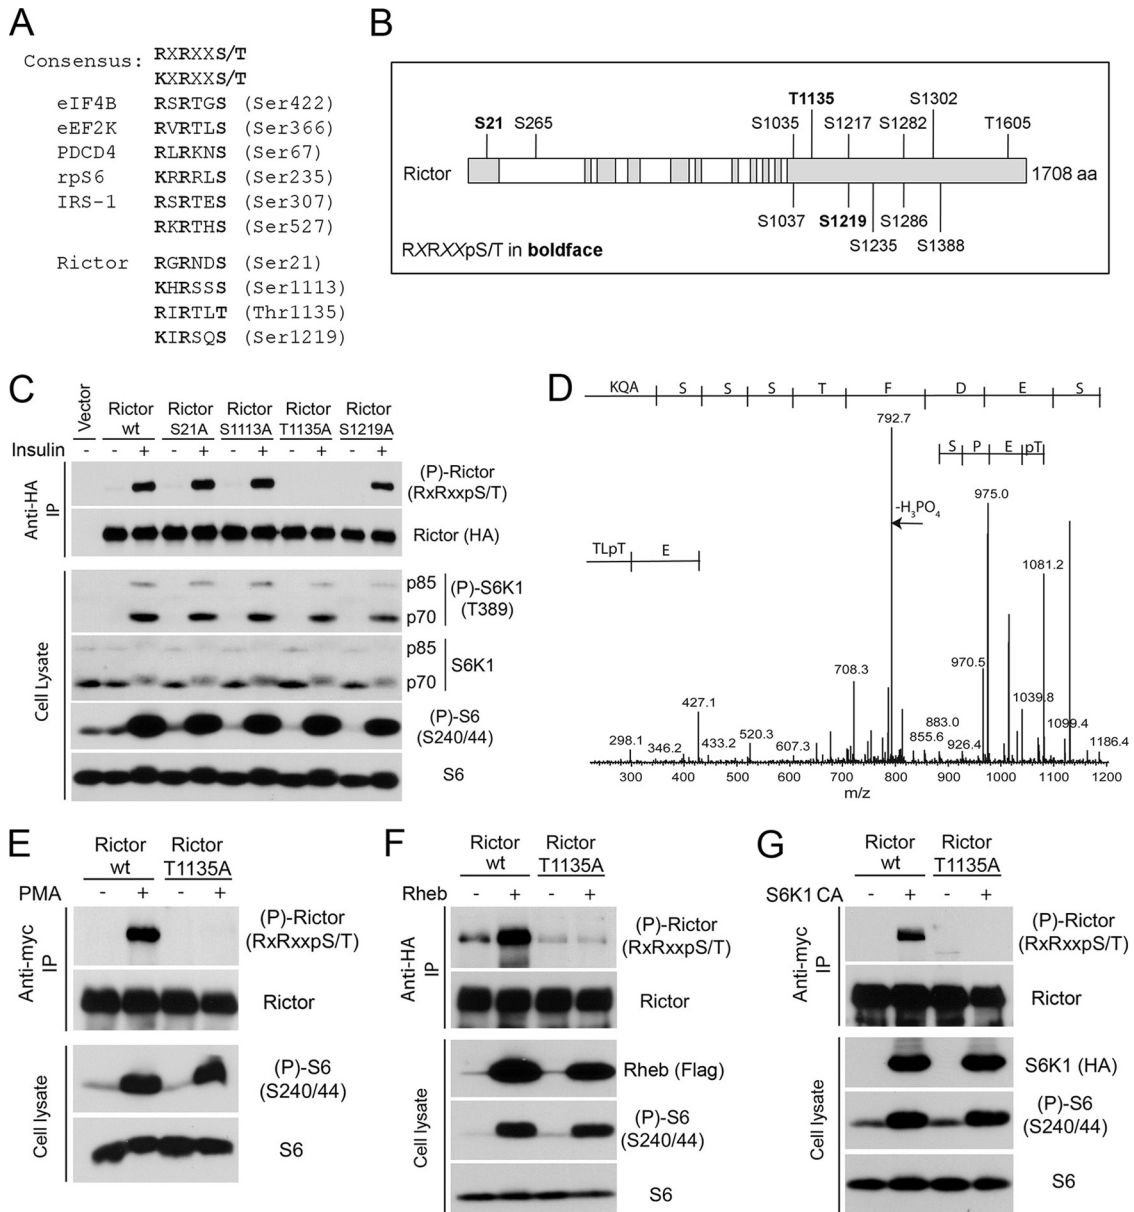 A
Consensus: RXRXXS/T
KXRXXS/T
eIF4B RSRTGS (Ser422)
eEF2K RVRTLS (Ser366)
PDCD4 RLRKNS (Ser67)
rpS6 KRRRLS (Ser235)
IRS-1 RSRTES (Ser307)
RKRTHS (Ser527)
Rictor RGRNDS (Ser21)
KHRSSS (Ser1113)
RIRTLT (Thr1135)
KIRSQS (Ser1219)
B
T1135 S1302
S21 S265 S1035 S1217 S1282 T1605
Rictor 1708 aa
S1037 S1219 S1286
S1235 S1388
RXRXXpS/T in boldface
C
Vector Rictor wt Rictor S21A Rictor S1113A Rictor T1135A Rictor S1219A
Insulin - - + - + - + - + - +
Anti-HA IP
(P)-Rictor
(RxRxxpS/T)
Rictor (HA)
Cell Lysate
p85
p70
(P)-S6K1
(T389)
p85
p70
S6K1
(P)-S6
(S240/44)
S6
D
KQA S S S T F D E S
792.7
S P E pT
975.0
-H3PO4
TLpT E
1081.2
970.5
708.3
1039.8
427.1
883.0
298.1 346.2 433.2 520.3 607.3 855.6 926.4 1099.4 1186.4
300 400 500 600 700 800 900 1000 1100 1200
m/z
E
Rictor wt Rictor T1135A
PMA - + - +
Anti-myc IP
(P)-Rictor
(RxRxxpS/T)
Rictor
Cell lysate
(P)-S6
(S240/44)
S6
F
Rictor wt Rictor T1135A
Rheb - + - +
Anti-HA IP
(P)-Rictor
(RxRxxpS/T)
Rictor
Cell lysate
Rheb (Flag)
(P)-S6
(S240/44)
S6
G
Rictor wt Rictor T1135A
S6K1 CA - + - +
Anti-myc IP
(P)-Rictor
(RxRxxpS/T)
Rictor
Cell lysate
S6K1 (HA)
(P)-S6
(S240/44)
S6